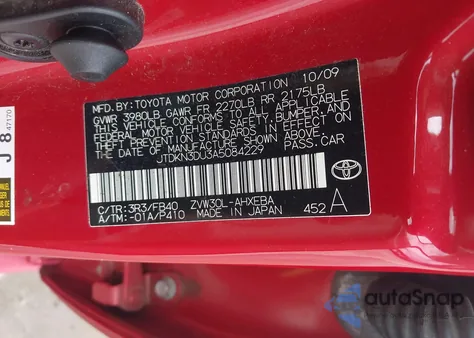 MFD. BY: TOYOTA MOTOR CORPORATION 10/09
GVWR 3980LB GAWR FR 2270LB RR 2175LB
THIS VEHICLE CONFORMS TO ALL APPLICABLE
FEDERAL MOTOR VEHICLE SAFETY, BUMPER, AND
THEFT PREVENTION STANDARDS IN EFFECT ON
THE DATE OF MANUFACTURE SHOWN ABOVE.
JTDKN3DU3A5084229 PASS.CAR
C/TR:3R3/FB40 ZVW30L-AHXEBA
A/TM:-01A/P410 MADE IN JAPAN 452 A
J 8
47170
autoSnap